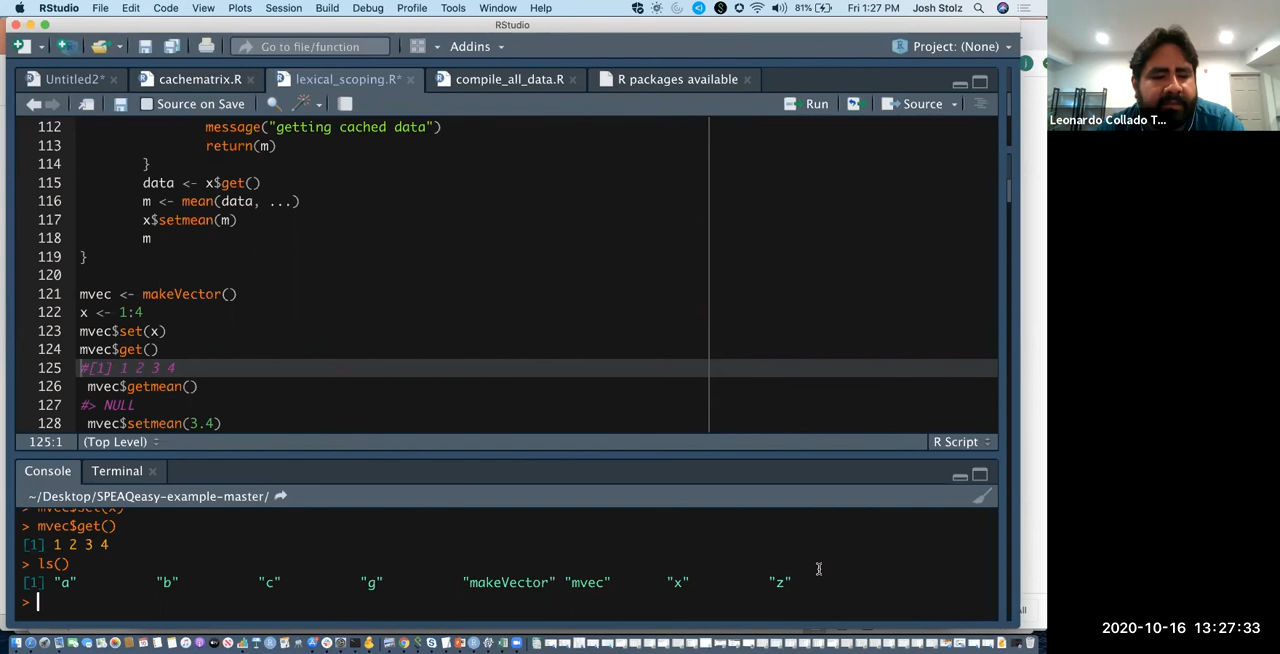 RStudio File Edit Code View Plots Session Build Debug Profile Tools Window Help 81% Fri 1:27 PM Josh Stolz
RStudio
Go to file/function Addins Project: (None)
Untitled2* cachematrix.R lexical_scoping.R* compile_all_data.R R packages available
Source on Save Run Source
112 message("getting cached data")
113 return(m)
114 }
115 data <- x$get()
116 m <- mean(data, ...)
117 x$setmean(m)
118 m
119 }
120
121 mvec <- makeVector()
122 x <- 1:4
123 mvec$set(x)
124 mvec$get()
125 #[1] 1 2 3 4
126 mvec$getmean()
127 #> NULL
128 mvec$setmean(3.4)
125:1 (Top Level) R Script
Console Terminal
~/Desktop/SPEAQeasy-example-master/
> mvec$set(x)
> mvec$get()
[1] 1 2 3 4
> ls()
[1] "a" "b" "c" "g" "makeVector" "mvec" "x" "z"
>
Leonardo Collado T...
All
2020-10-16 13:27:33